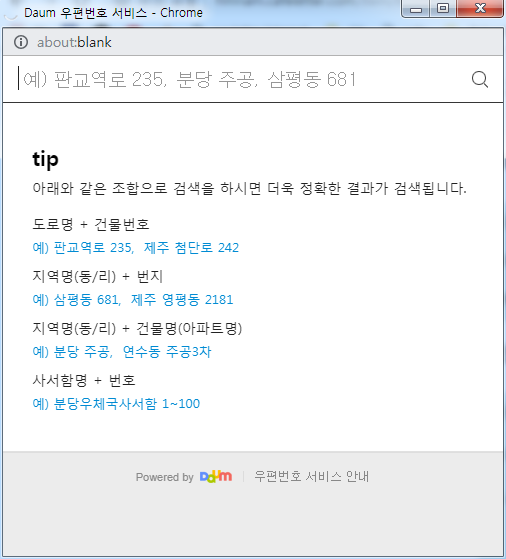 Daum 우편번호 서비스 - Chrome
about:blank
예) 판교역로 235, 분당 주공, 삼평동 681
tip
아래와 같은 조합으로 검색을 하시면 더욱 정확한 결과가 검색됩니다.
도로명 + 건물번호
예) 판교역로 235, 제주 첨단로 242
지역명(동/리) + 번지
예) 삼평동 681, 제주 영평동 2181
지역명(동/리) + 건물명(아파트명)
예) 분당 주공, 연수동 주공3차
사서함명 + 번호
예) 분당우체국사서함 1~100
Powered by Daum | 우편번호 서비스 안내